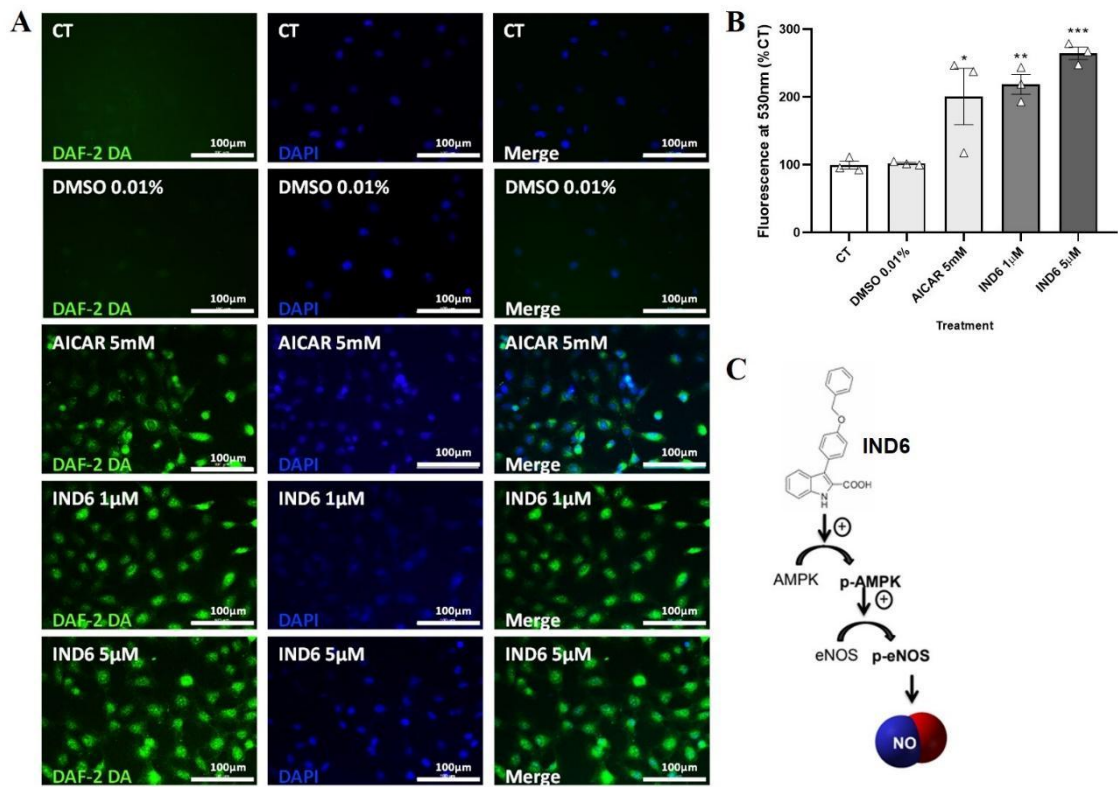 A
CT
DAF-2 DA
100µm
CT
DAPI
100µm
CT
Merge
100µm
DMSO 0.01%
DAF-2 DA
100µm
DMSO 0.01%
DAPI
100µm
DMSO 0.01%
Merge
100µm
AICAR 5mM
DAF-2 DA
100µm
AICAR 5mM
DAPI
100µm
AICAR 5mM
Merge
100µm
IND6 1µM
DAF-2 DA
100µm
IND6 1µM
DAPI
100µm
IND6 1µM
Merge
100µm
IND6 5µM
DAF-2 DA
100µm
IND6 5µM
DAPI
100µm
IND6 5µM
Merge
100µm
B
Fluorescence at 530nm (%CT)
300
200
100
0
*
**
***
CT
DMSO 0.01%
AICAR 5mM
IND6 1µM
IND6 5µM
Treatment
C
O
IND6
COOH
N
H
+
AMPK
p-AMPK
+
eNOS
p-eNOS
NO